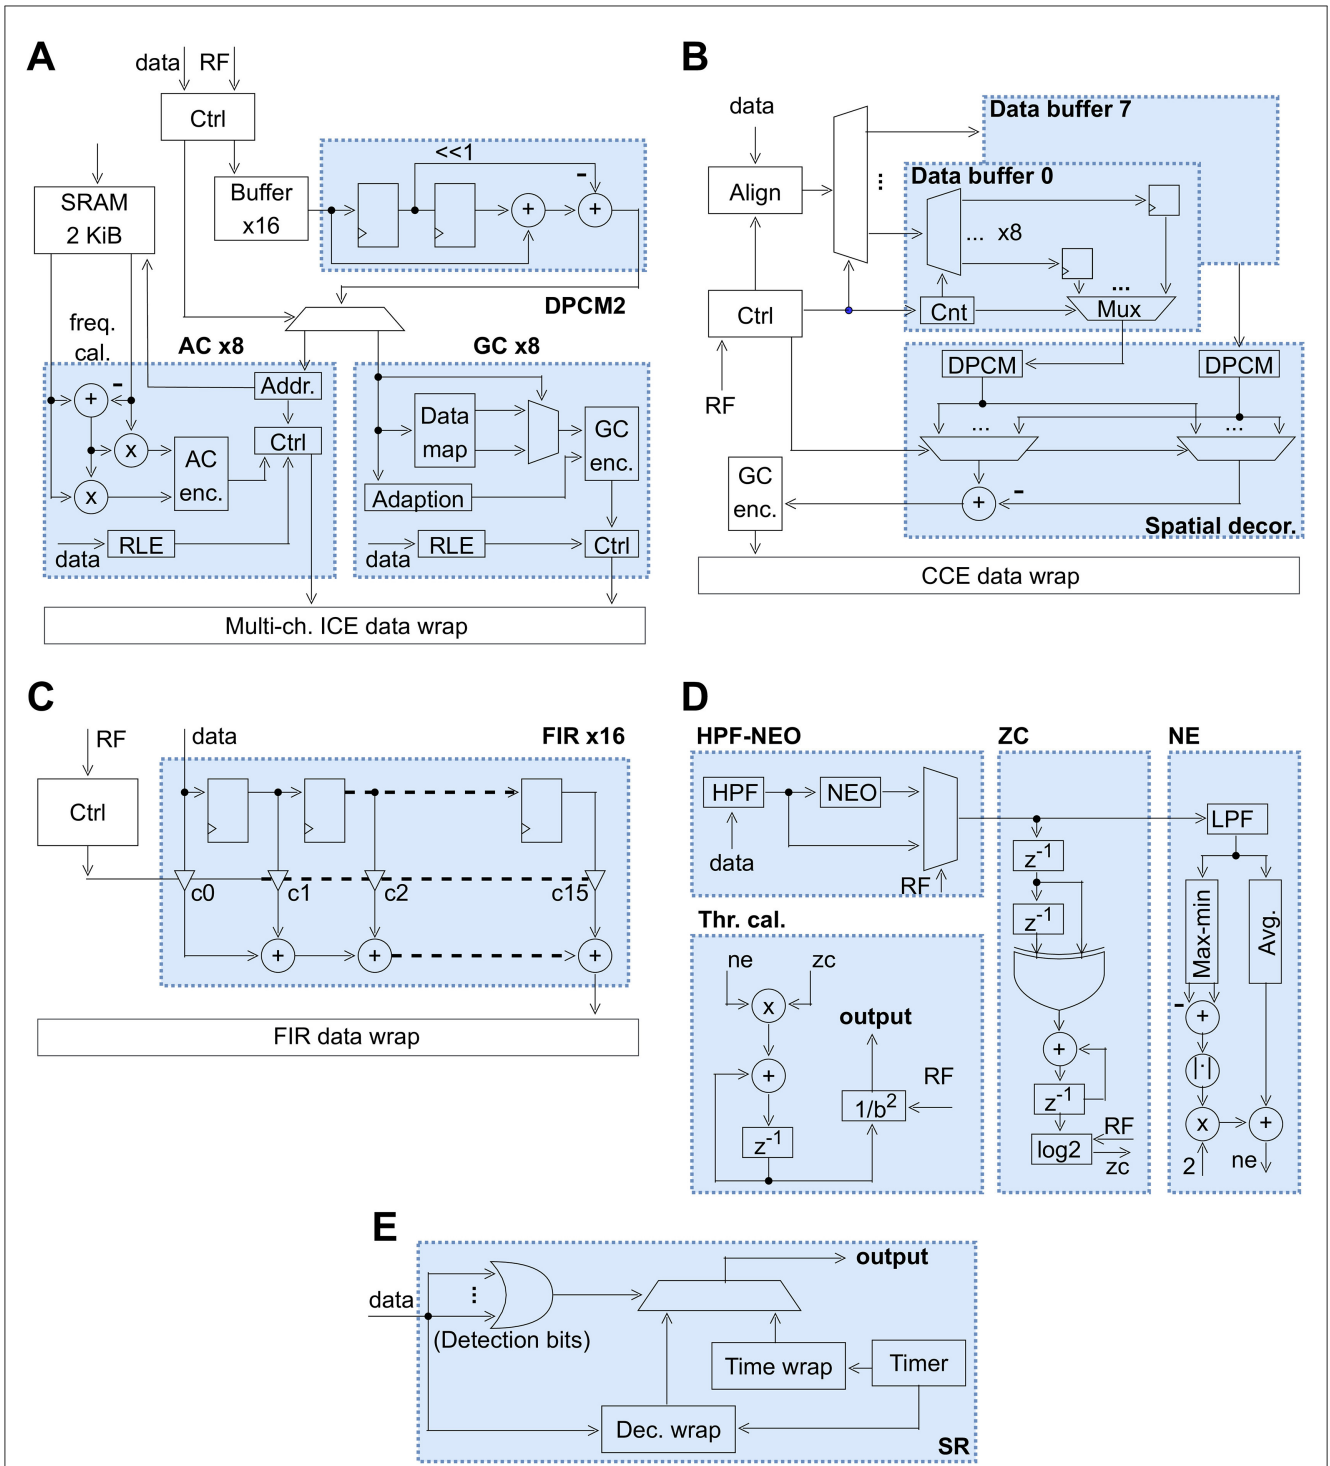 A
data RF
Ctrl
SRAM
2 KiB
Buffer
x16
<<1
-
+
+
DPCM2
freq.
cal.
AC x8
GC x8
+
-
x
x
AC
enc.
Addr.
Ctrl
data
RLE
Data
map
GC
enc.
Adaption
data
RLE
Ctrl
Multi-ch. ICE data wrap
B
data
Align
Ctrl
RF
...
Data buffer 7
Data buffer 0
... x8
...
Cnt
Mux
DPCM
DPCM
...
...
+
-
GC
enc.
Spatial decor.
CCE data wrap
C
RF
data
FIR x16
Ctrl
c0
c1
c2
c15
+
+
+
FIR data wrap
D
HPF-NEO
HPF
NEO
data
RF
Thr. cal.
ne
zc
x
+
z-1
output
1/b2
RF
ZC
z-1
z-1
+
z-1
log2
RF
zc
NE
LPF
Max-min
Avg.
-
+
|·|
x
+
2
ne
E
data
...
(Detection bits)
output
Time wrap
Timer
Dec. wrap
SR